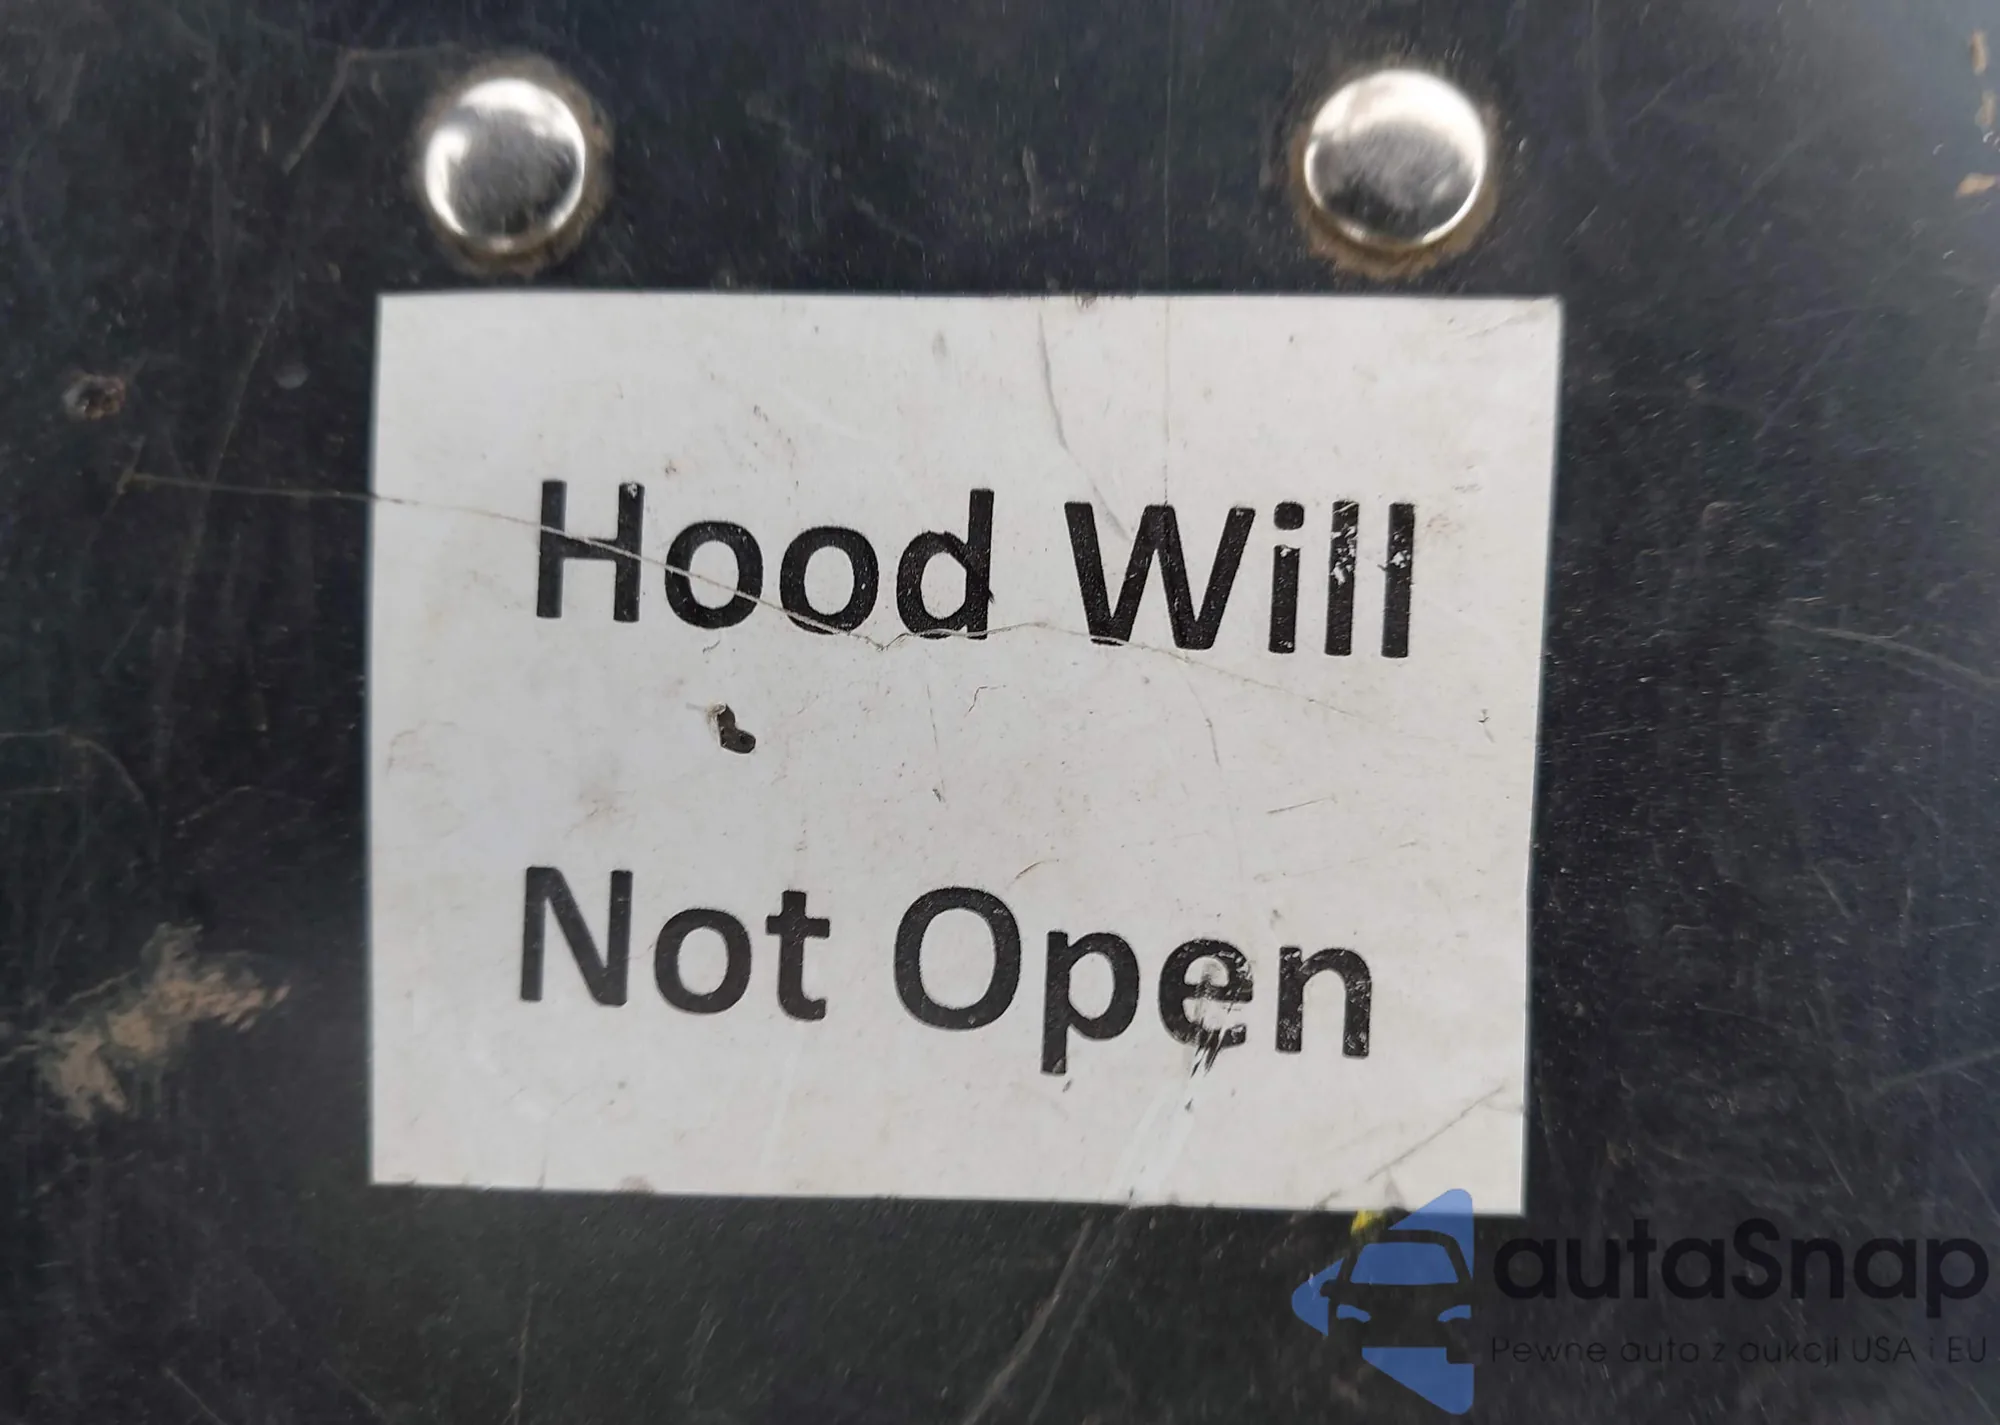 Hood Will
Not Open
autaSnap
Pewne auto z aukcji USA i EU